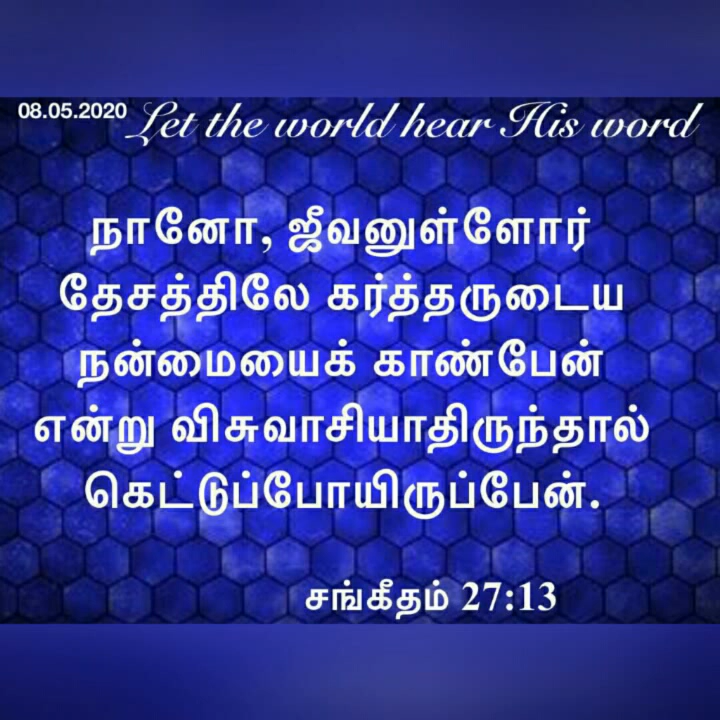 08.05.2020 Let the world hear His word
நானோ, ஜீவனுள்ளோர்
தேசத்திலே கர்த்தருடைய
நன்மையைக் காண்பேன்
என்று விசுவாசியாதிருந்தால்
கெட்டுப்போயிருப்பேன்.
சங்கீதம் 27:13